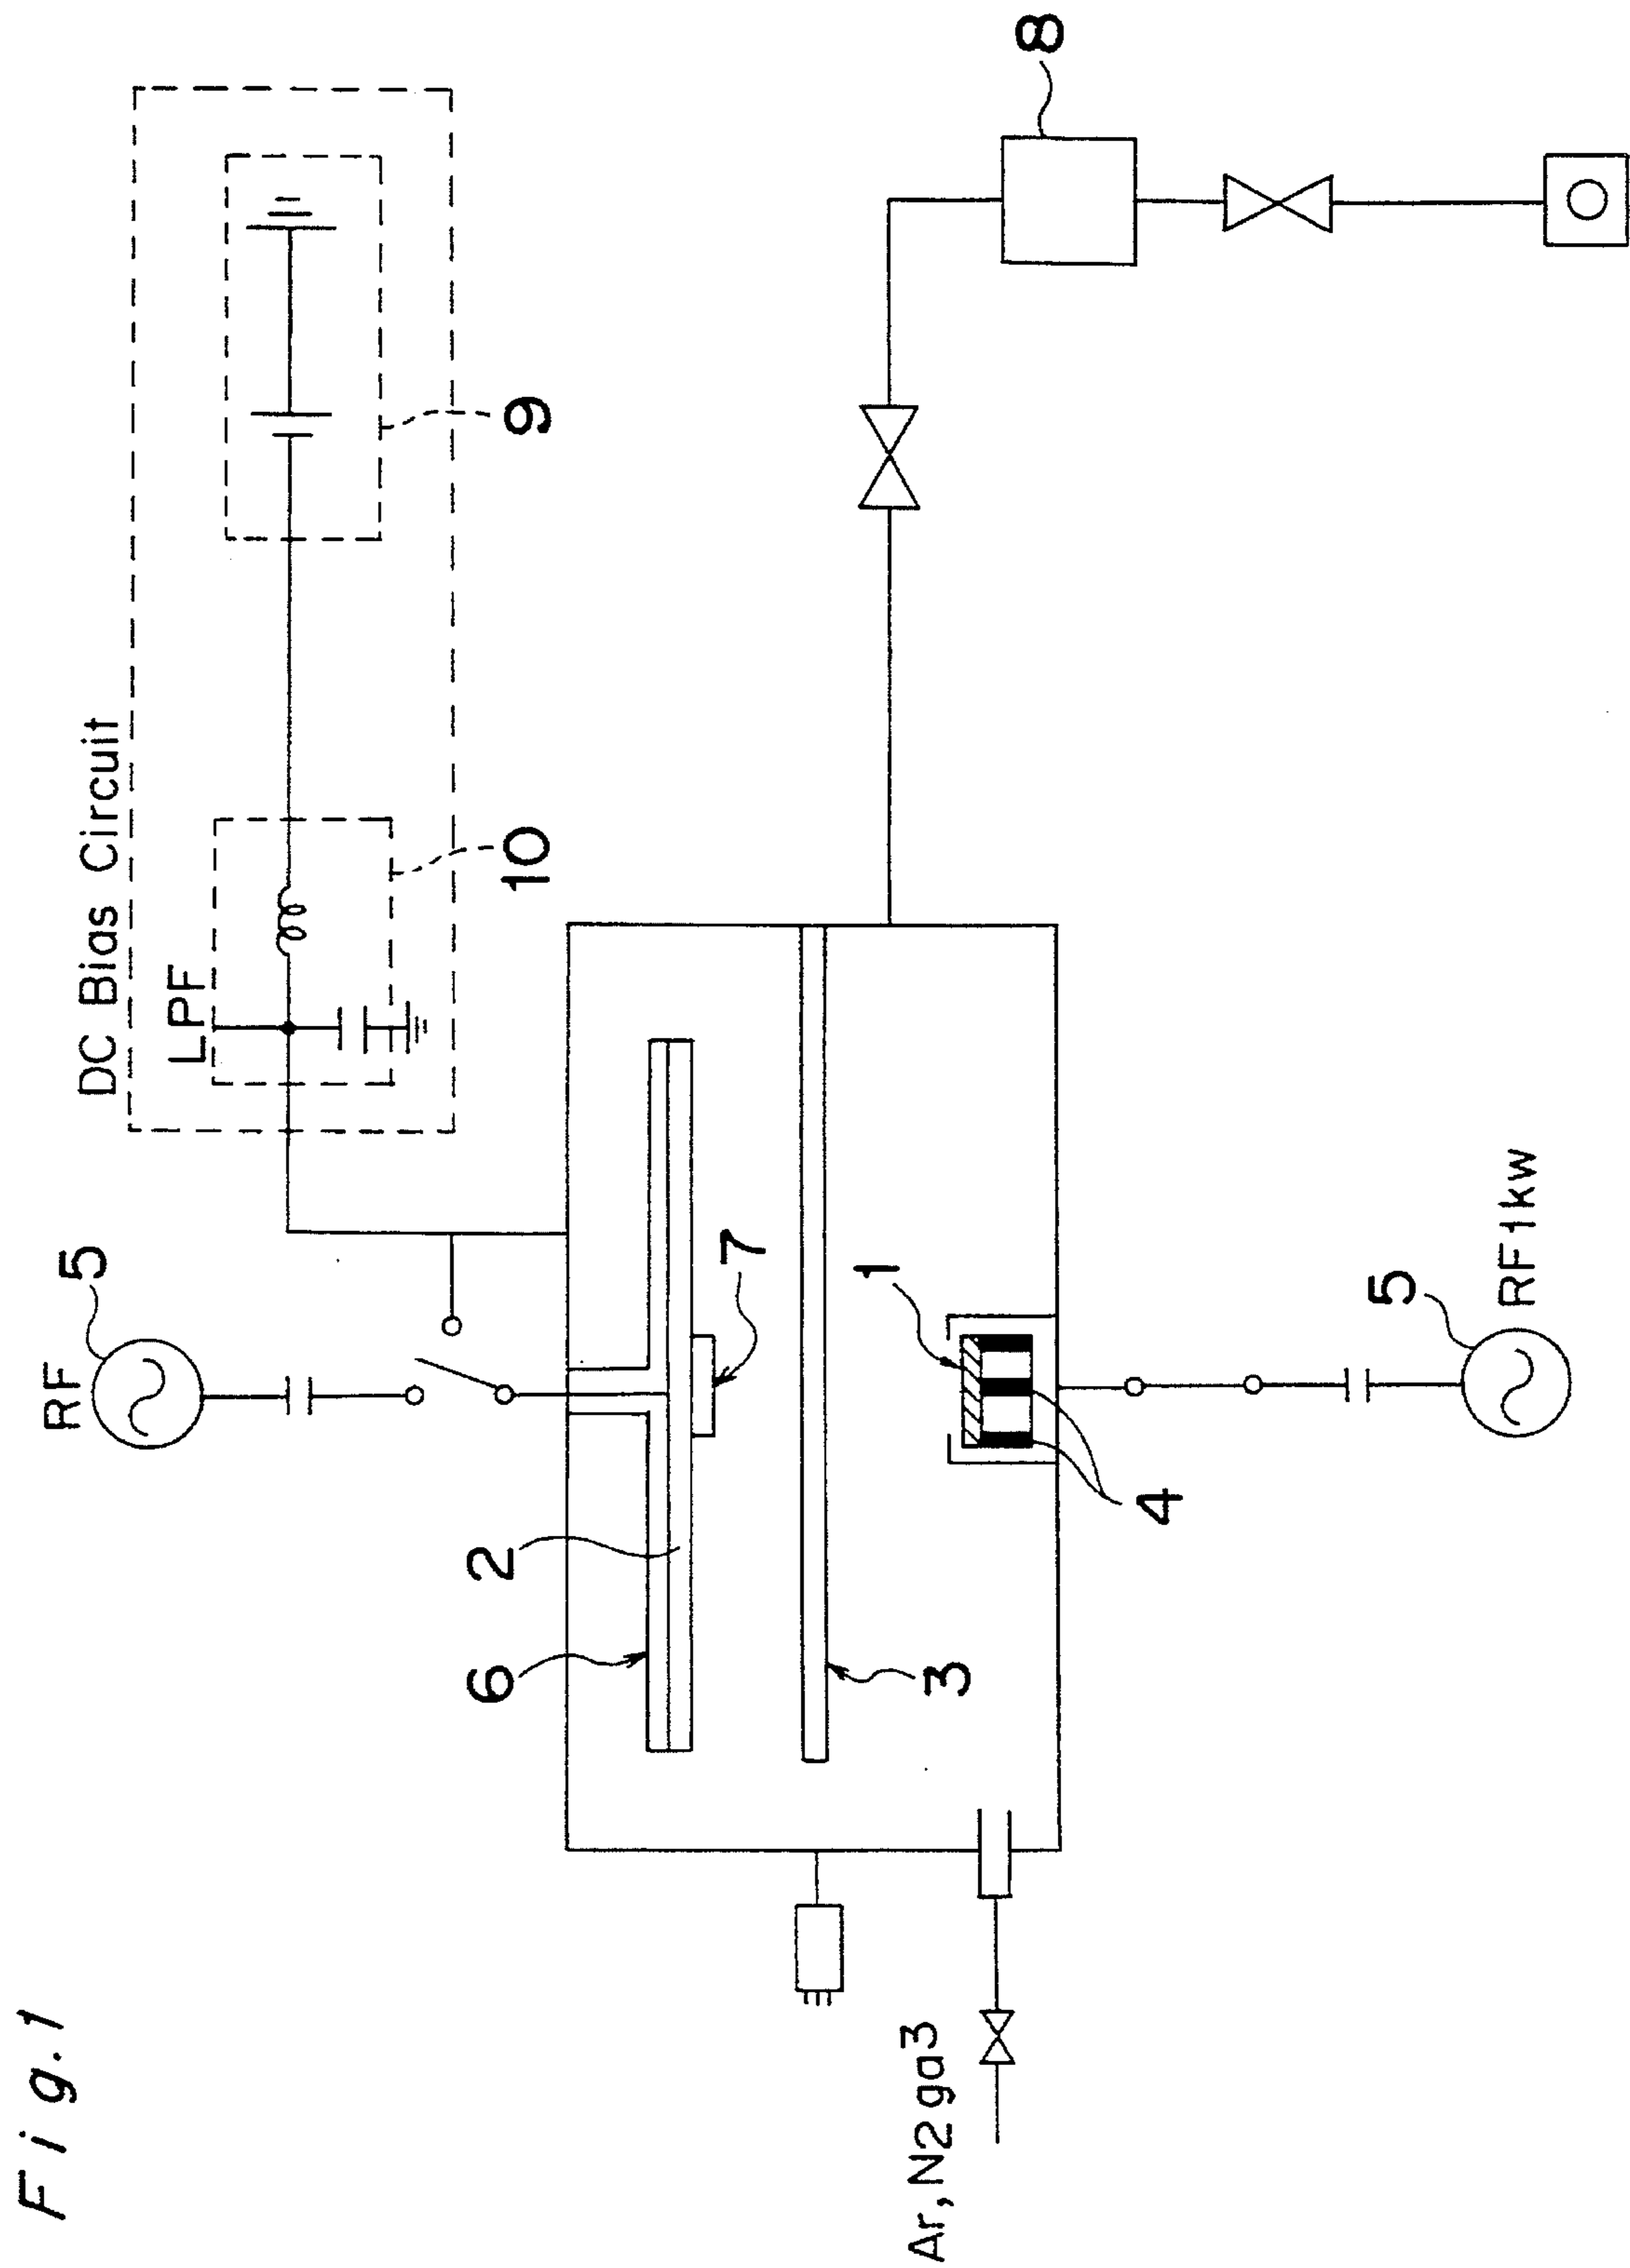 Fig.1
RF
5
DC Bias Circuit
LPF
10
9
8
6
2
7
3
1
4
5
RF1kw
Ar,N2ga3